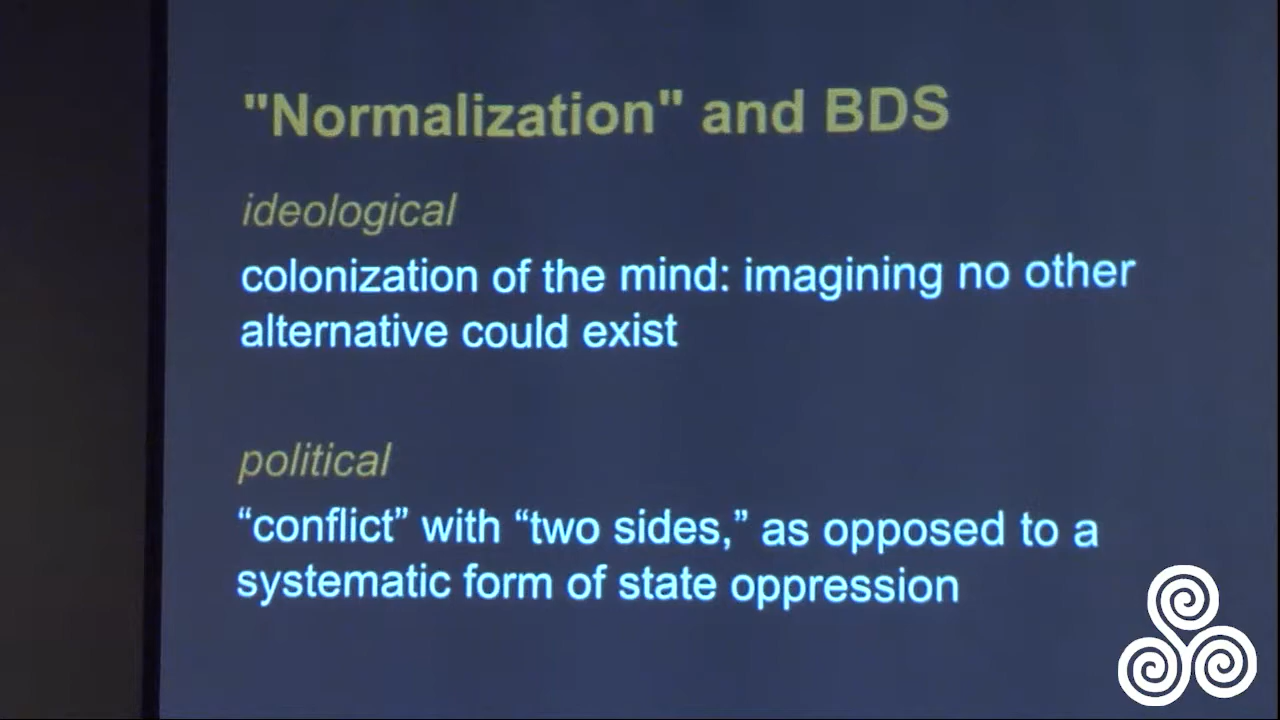 "Normalization" and BDS
ideological
colonization of the mind: imagining no other
alternative could exist
political
“conflict” with “two sides,” as opposed to a
systematic form of state oppression